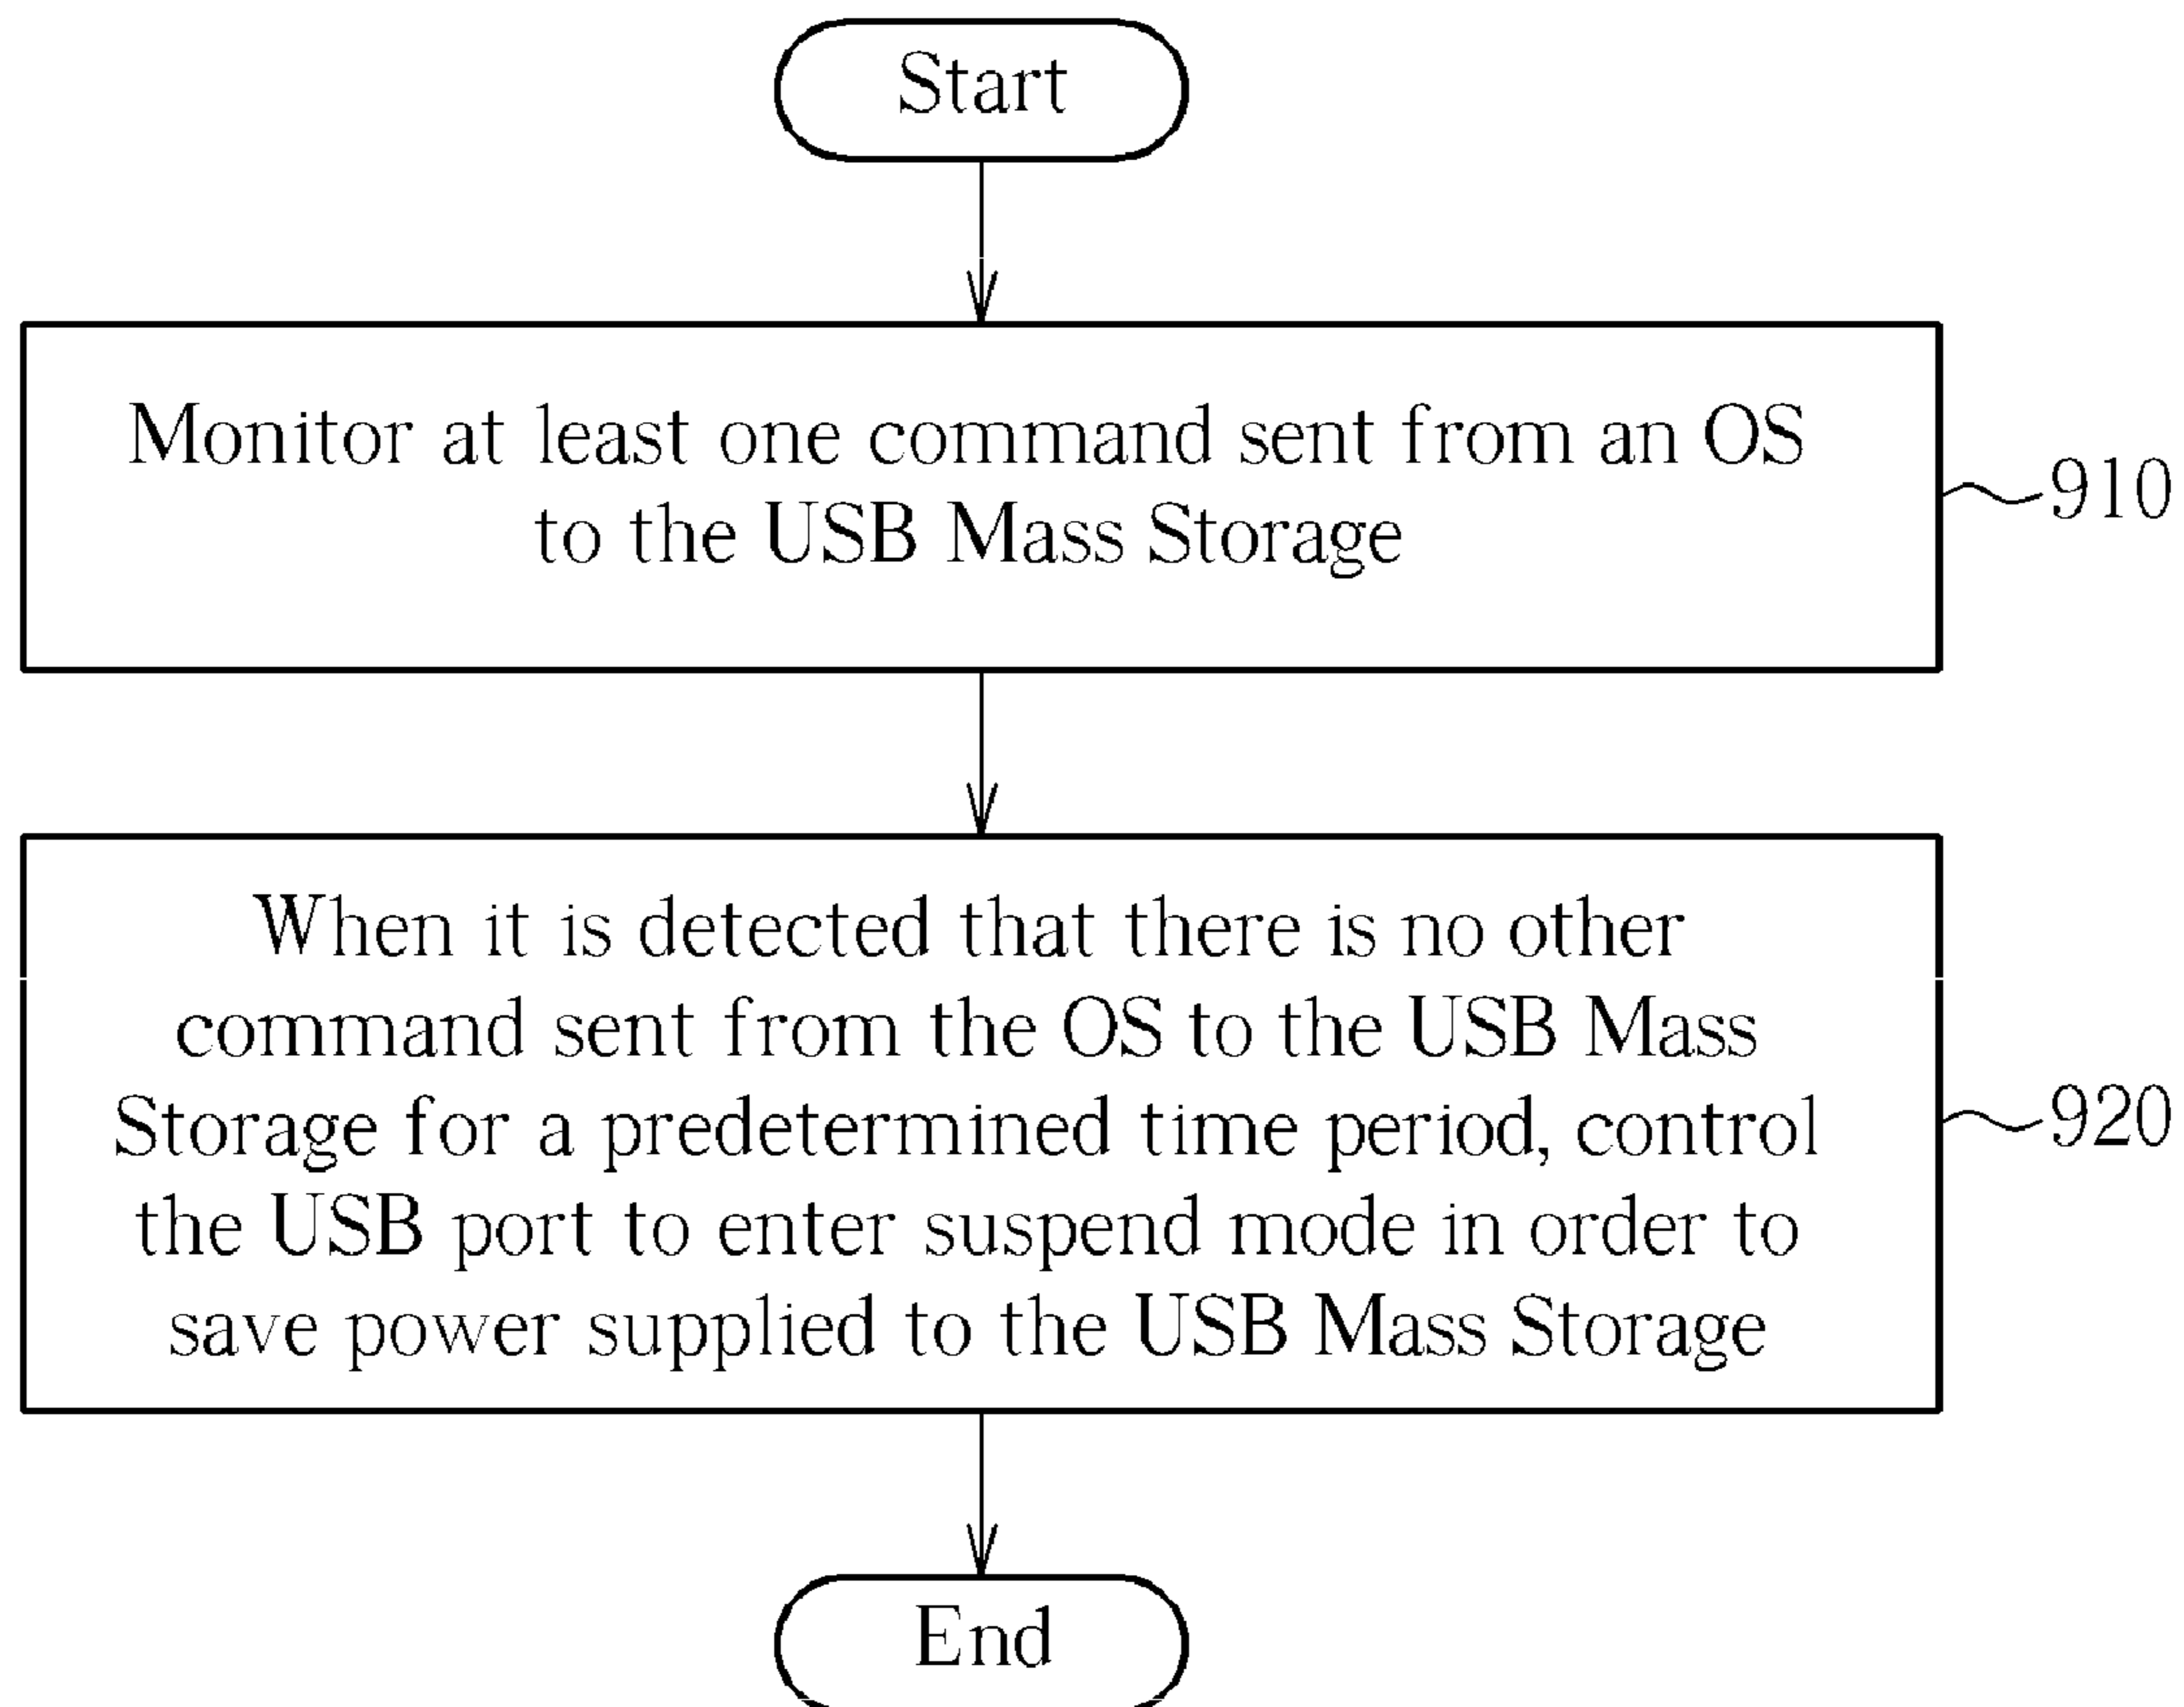 Start
Monitor at least one command sent from an OS
to the USB Mass Storage
910
When it is detected that there is no other
command sent from the OS to the USB Mass
Storage for a predetermined time period, control
the USB port to enter suspend mode in order to
save power supplied to the USB Mass Storage
920
End